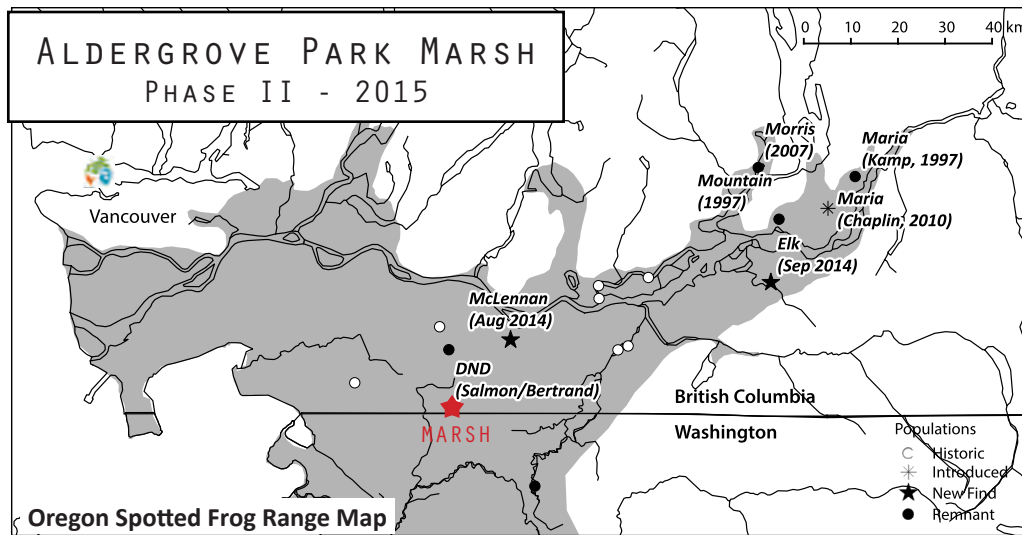 ALDERGROVE PARK MARSH
PHASE II - 2015
0 10 20 30 40 km
Morris
(2007)
Maria
(Kamp, 1997)
Mountain
(1997)
Maria
(Chaplin, 2010)
Vancouver
Elk
(Sep 2014)
McLennan
(Aug 2014)
DND
(Salmon/Bertrand)
British Columbia
MARSH
Washington
Populations
Historic
Introduced
New Find
Remnant
Oregon Spotted Frog Range Map